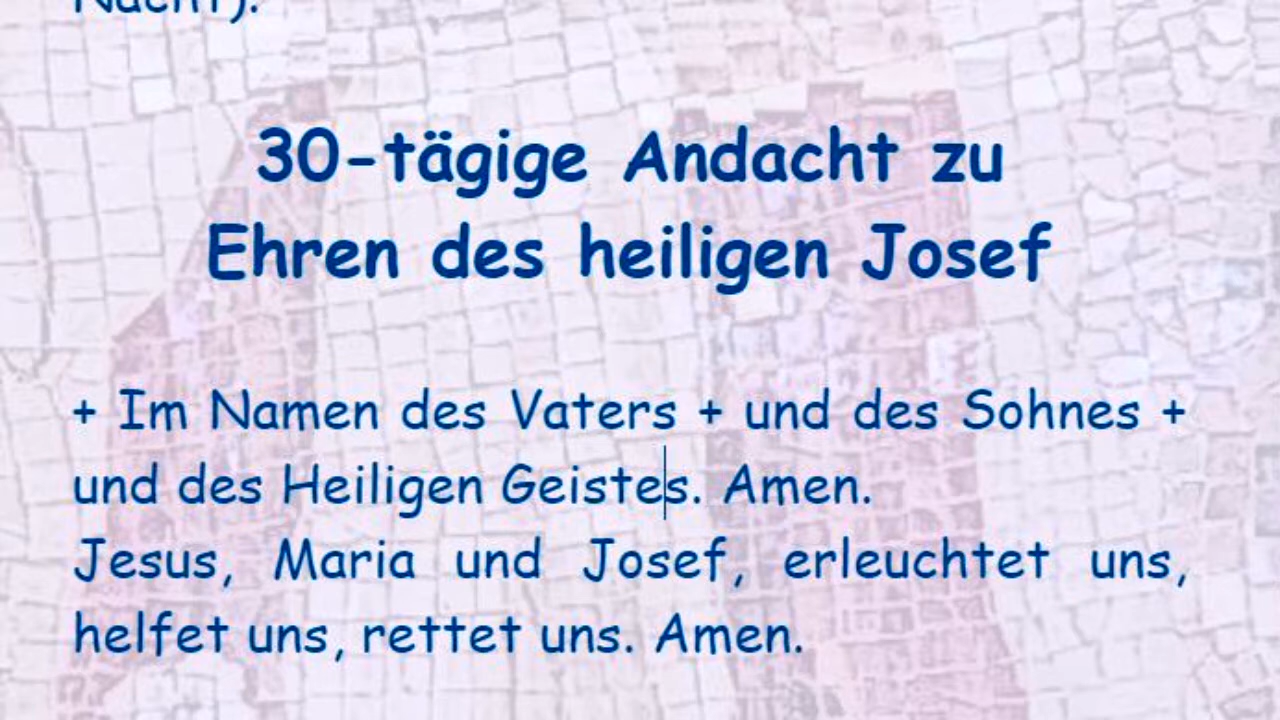 Nacht).
30-tägige Andacht zu
Ehren des heiligen Josef
+ Im Namen des Vaters + und des Sohnes +
und des Heiligen Geistes. Amen.
Jesus, Maria und Josef, erleuchtet uns,
helfet uns, rettet uns. Amen.